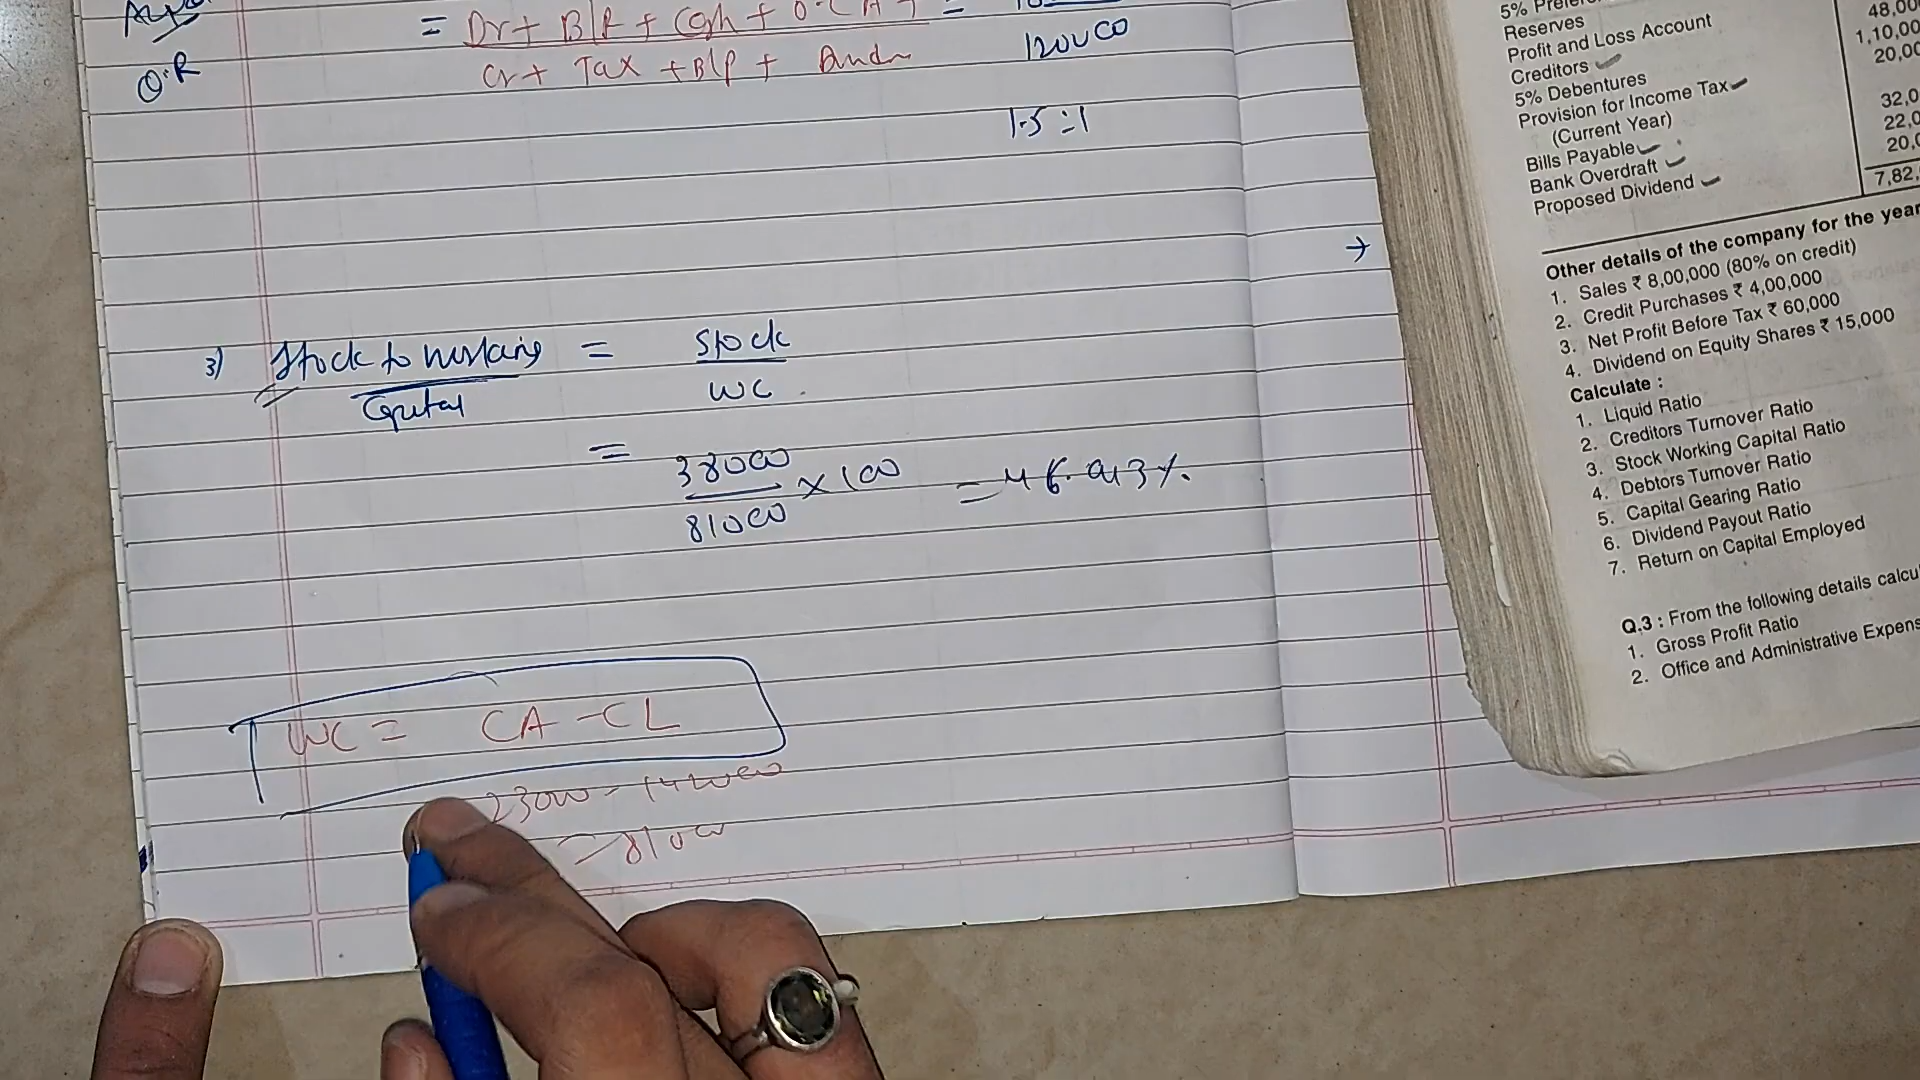 O.R
= Dr + B/R + Cash + O.CA +
Cr + Tax + B/P +
120000
1.5 : 1
3) Stock to working = Stock
Capital WC
= 38000 × 100 = 46.913 %.
81000
WC = CA - CL
= 81000
Reserves
Profit and Loss Account
Creditors
5% Debentures
Provision for Income Tax
(Current Year)
Bills Payable
Bank Overdraft
Proposed Dividend
48,00
1,10,00
20,00
32,0
22,0
20,0
7,82,
Other details of the company for the year
1. Sales ₹ 8,00,000 (80% on credit)
2. Credit Purchases ₹ 4,00,000
3. Net Profit Before Tax ₹ 60,000
4. Dividend on Equity Shares ₹ 15,000
Calculate :
1. Liquid Ratio
2. Creditors Turnover Ratio
3. Stock Working Capital Ratio
4. Debtors Turnover Ratio
5. Capital Gearing Ratio
6. Dividend Payout Ratio
7. Return on Capital Employed
Q.3 : From the following details calcu
1. Gross Profit Ratio
2. Office and Administrative Expens